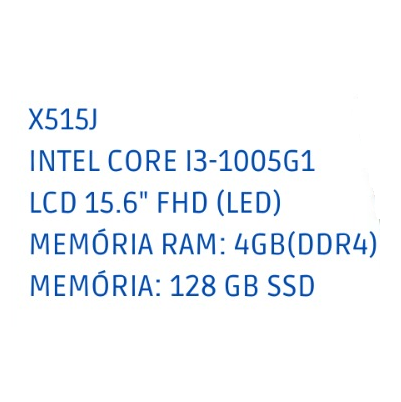 X515J
INTEL CORE I3-1005G1
LCD 15.6" FHD (LED)
MEMÓRIA RAM: 4GB(DDR4)
MEMÓRIA: 128 GB SSD